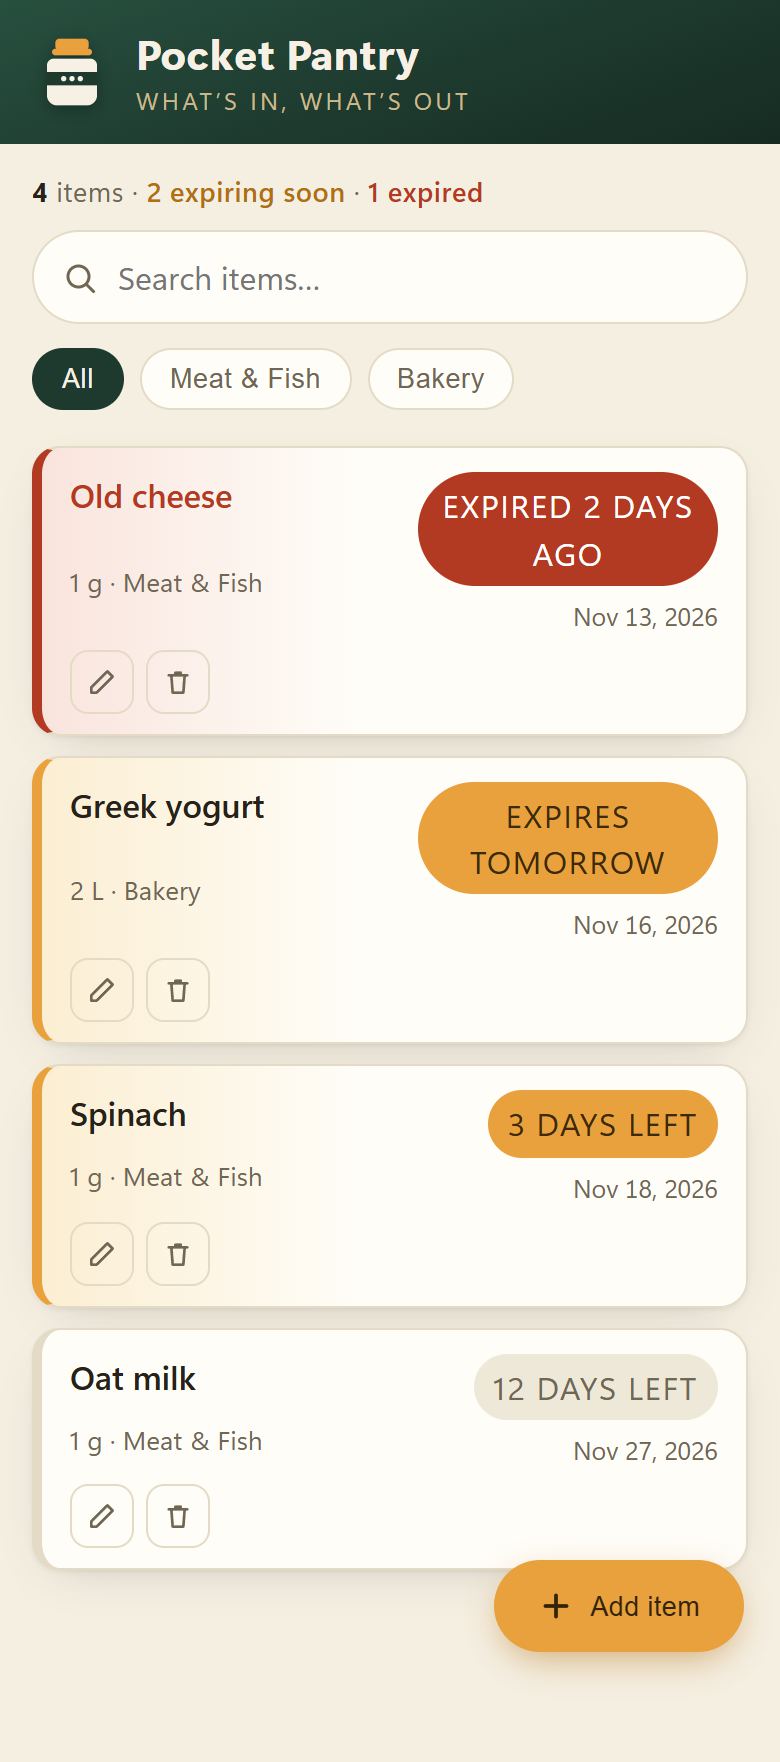 Pocket Pantry
WHAT’S IN, WHAT’S OUT
4 items · 2 expiring soon · 1 expired
Search items...
All
Meat & Fish
Bakery
Old cheese
EXPIRED 2 DAYS
AGO
1 g · Meat & Fish
Nov 13, 2026
Greek yogurt
EXPIRES
TOMORROW
2 L · Bakery
Nov 16, 2026
Spinach
3 DAYS LEFT
1 g · Meat & Fish
Nov 18, 2026
Oat milk
12 DAYS LEFT
1 g · Meat & Fish
Nov 27, 2026
Add item